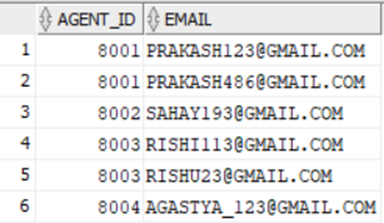 AGENT_ID EMAIL
1 8001 PRAKASH123@GMAIL.COM
2 8001 PRAKASH486@GMAIL.COM
3 8002 SAHAY193@GMAIL.COM
4 8003 RISHI113@GMAIL.COM
5 8003 RISHU23@GMAIL.COM
6 8004 AGASTYA_123@GMAIL.COM